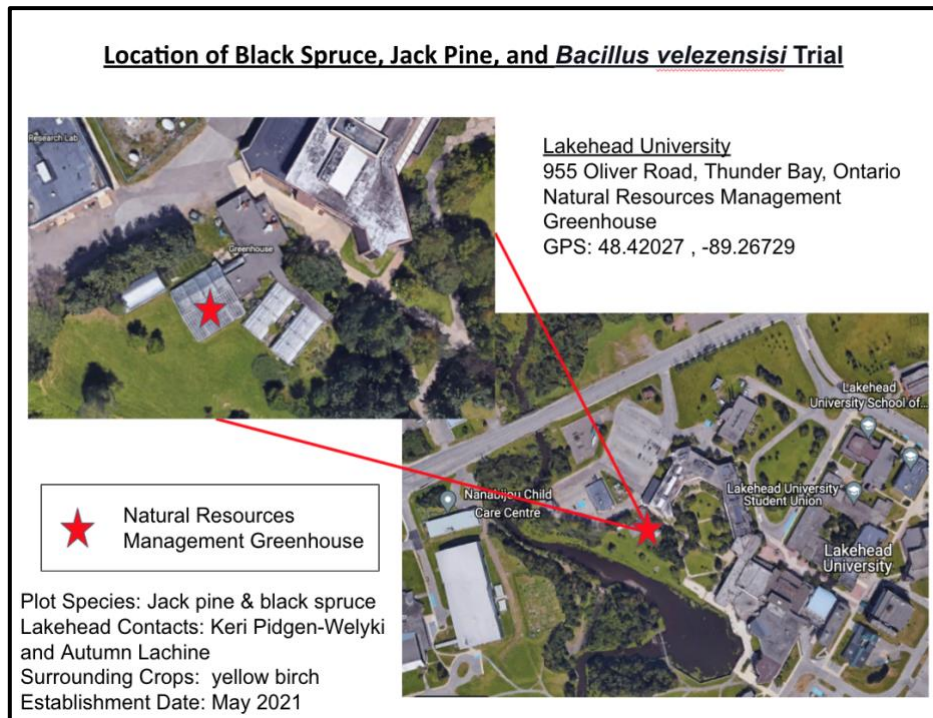 Location of Black Spruce, Jack Pine, and Bacillus velezensisi Trial
Research Lab
Greenhouse
Lakehead University
955 Oliver Road, Thunder Bay, Ontario
Natural Resources Management
Greenhouse
GPS: 48.42027 , -89.26729
Lakehead
University School of...
Nanabijou Child
Care Centre
Lakehead University
Student Union
Lakehead
University
Natural Resources
Management Greenhouse
Plot Species: Jack pine & black spruce
Lakehead Contacts: Keri Pidgen-Welyki
and Autumn Lachine
Surrounding Crops: yellow birch
Establishment Date: May 2021